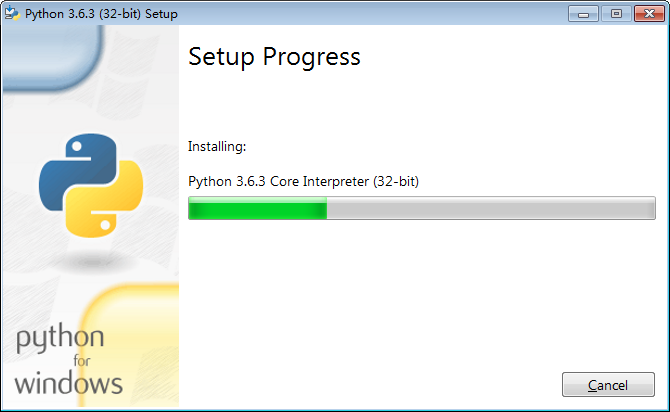 Python 3.6.3 (32-bit) Setup
Setup Progress
Installing:
Python 3.6.3 Core Interpreter (32-bit)
python
for
windows
Cancel